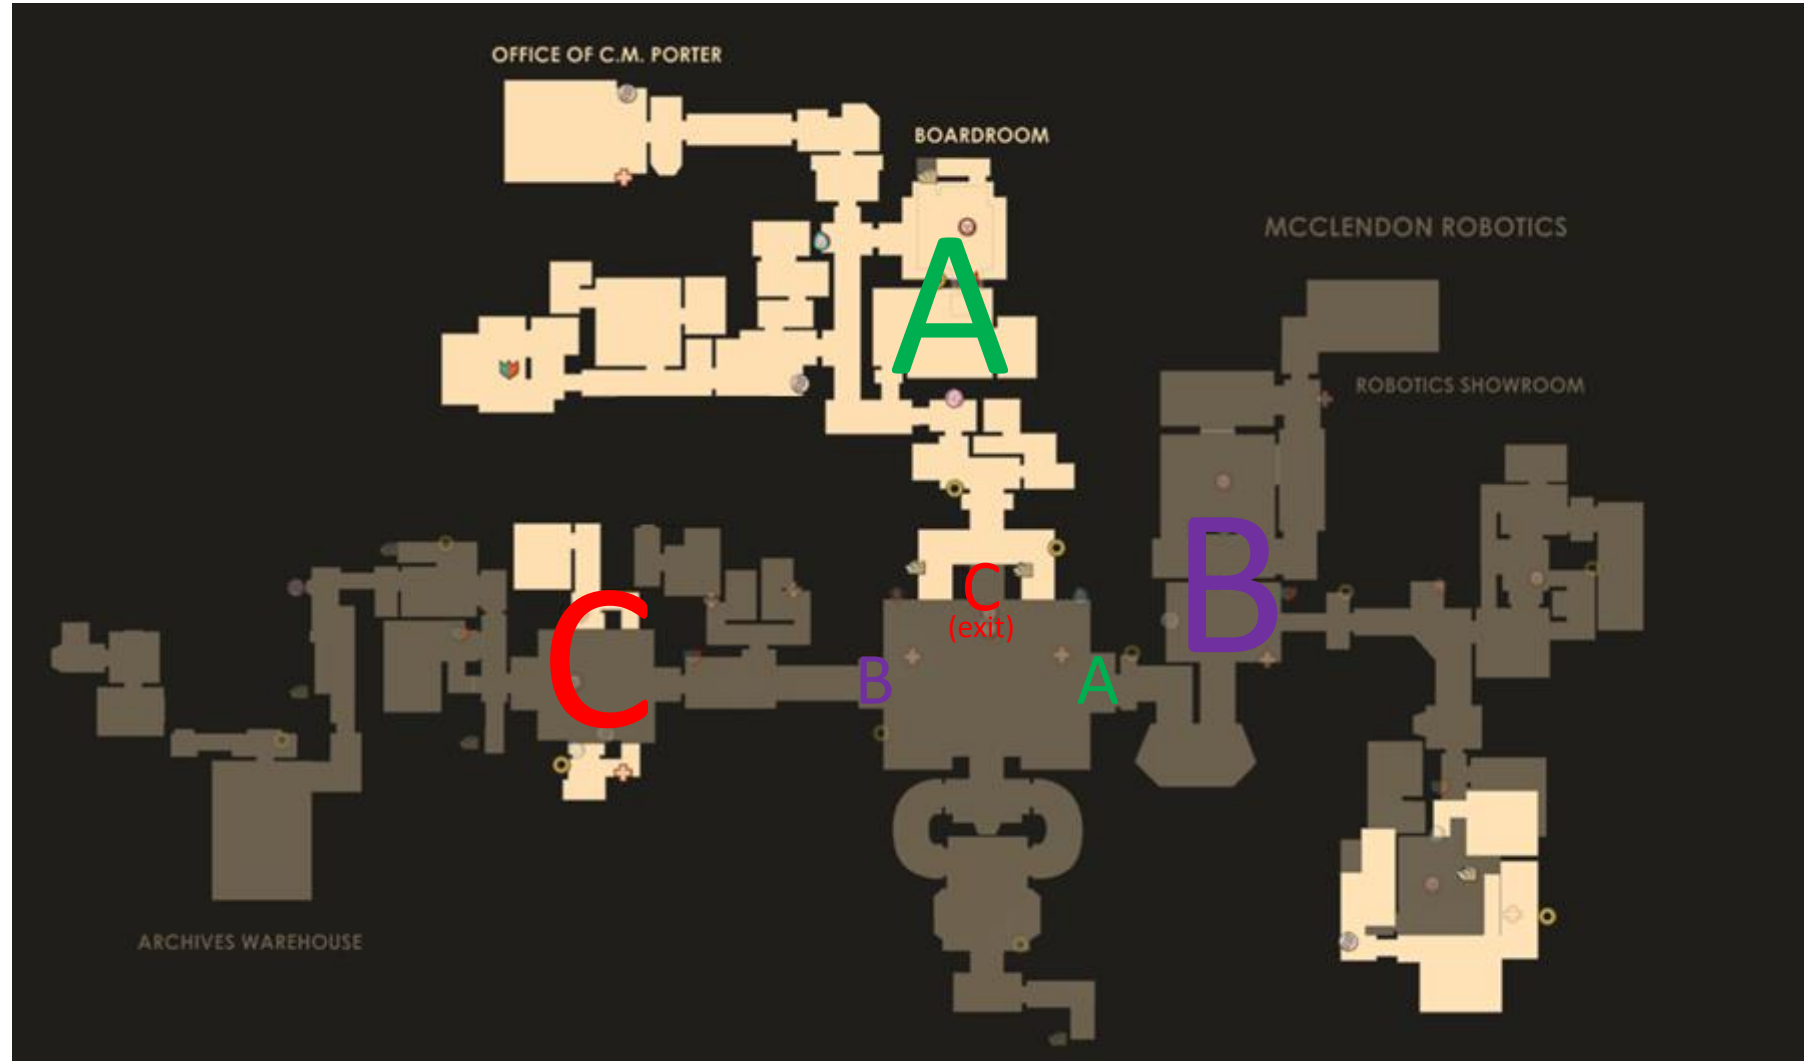 OFFICE OF C.M. PORTER
BOARDROOM
MCCLENDON ROBOTICS
A
ROBOTICS SHOWROOM
B
C
(exit)
C
B
A
ARCHIVES WAREHOUSE